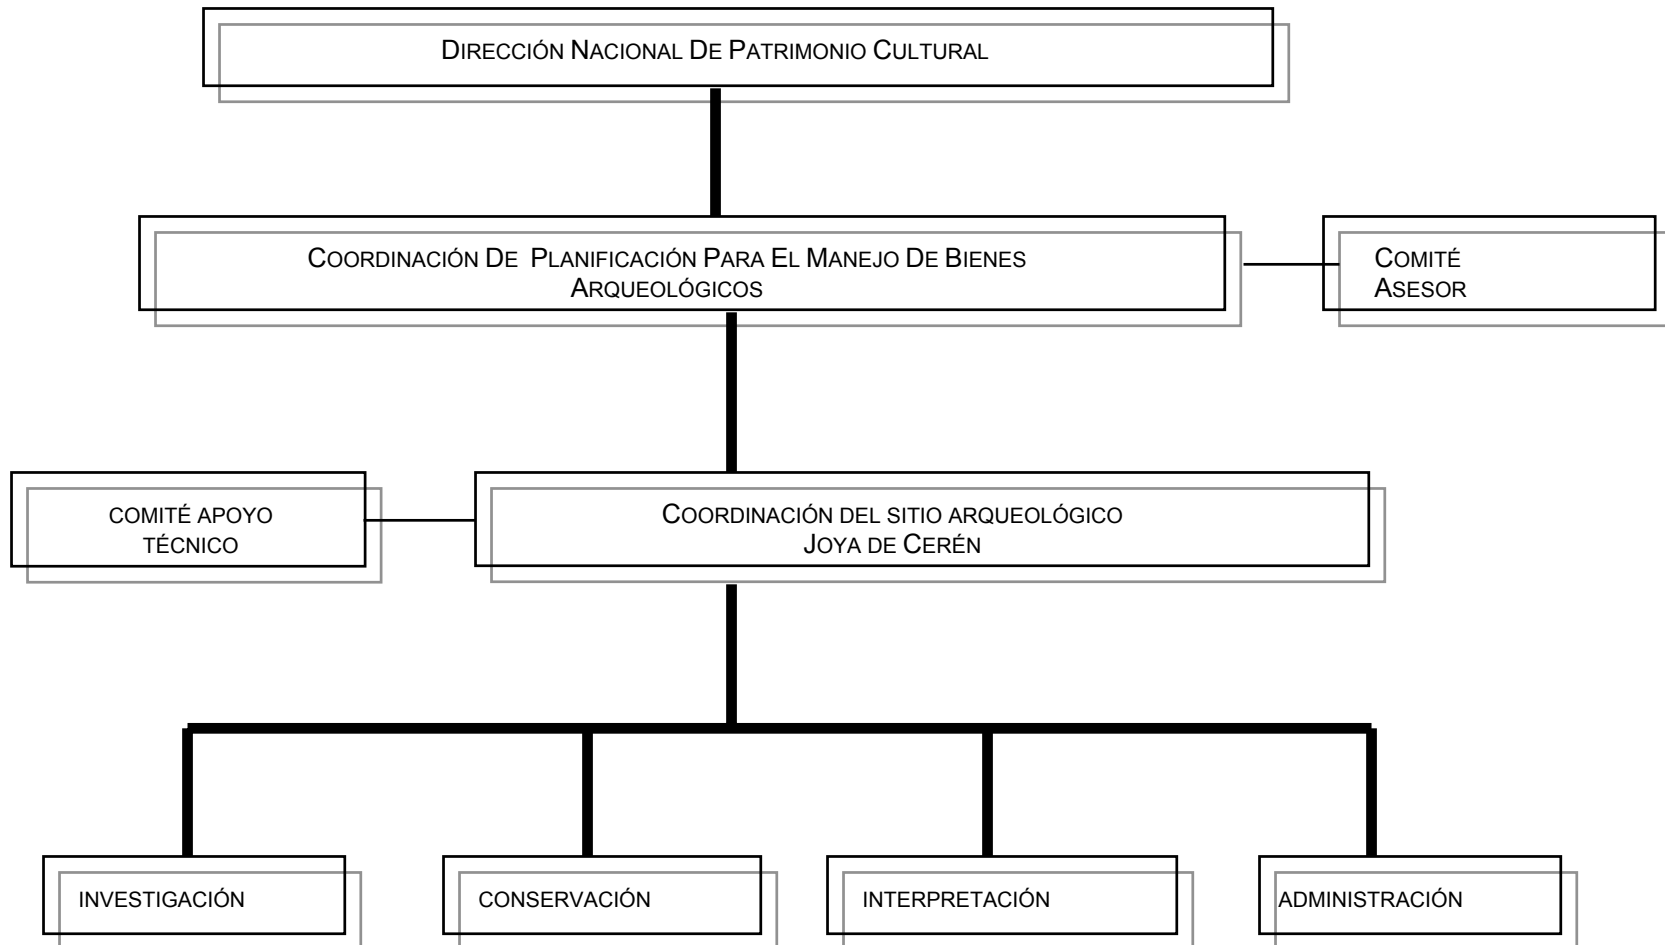 DIRECCIÓN NACIONAL DE PATRIMONIO CULTURAL
COORDINACIÓN DE PLANIFICACIÓN PARA EL MANEJO DE BIENES
ARQUEOLÓGICOS
COMITÉ
ASESOR
COMITÉ APOYO
TÉCNICO
COORDINACIÓN DEL SITIO ARQUEOLÓGICO
JOYA DE CERÉN
INVESTIGACIÓN
CONSERVACIÓN
INTERPRETACIÓN
ADMINISTRACIÓN